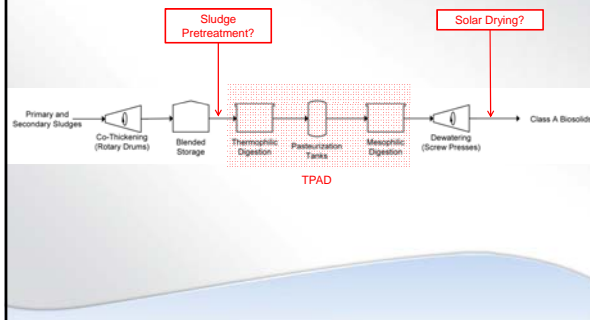 Sludge
Pretreatment?
Solar Drying?
Primary and
Secondary Sludges
Co-Thickening
(Rotary Drums)
Blended
Storage
Thermophilic
Digestion
Pasteurization
Tanks
Mesophilic
Digestion
Dewatering
(Screw Presses)
Class A Biosolids
TPAD